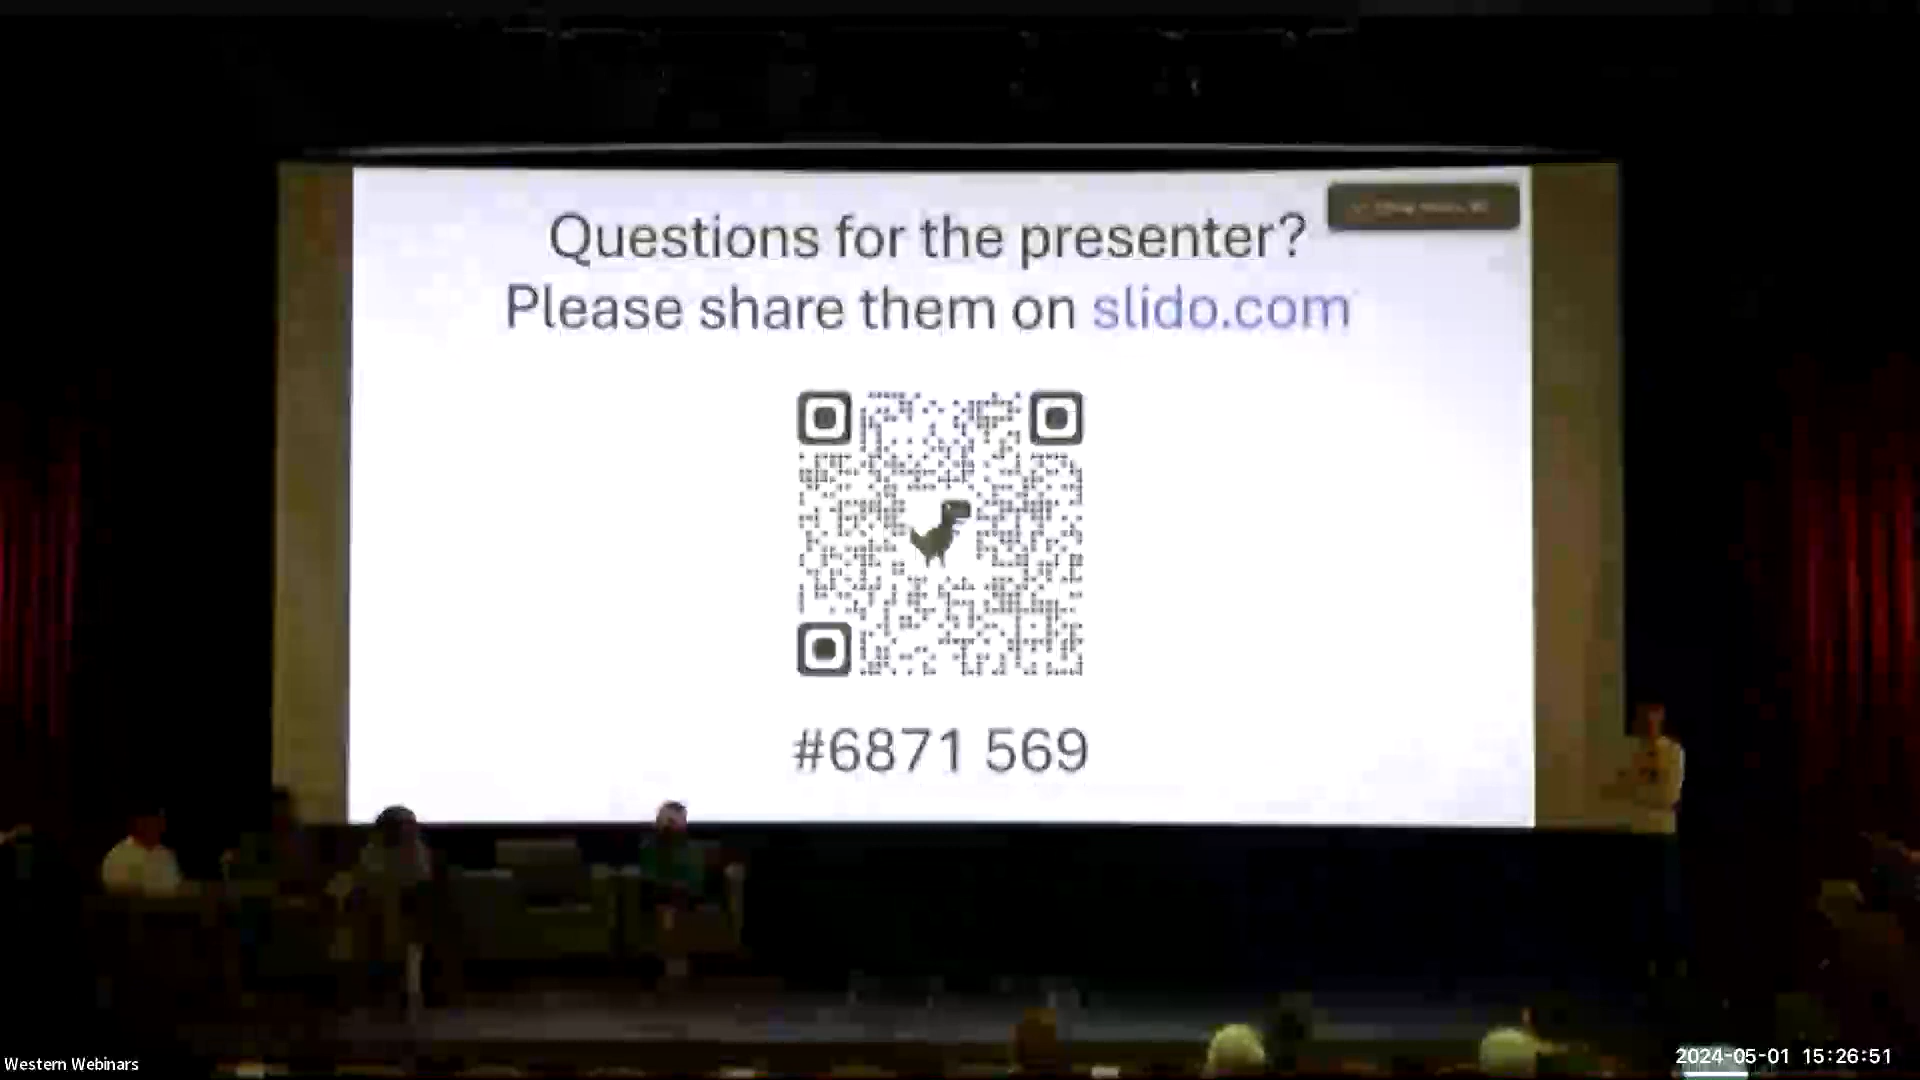 Questions for the presenter?
Please share them on slido.com
#6871 569
Western Webinars
2024-05-01 15:26:51